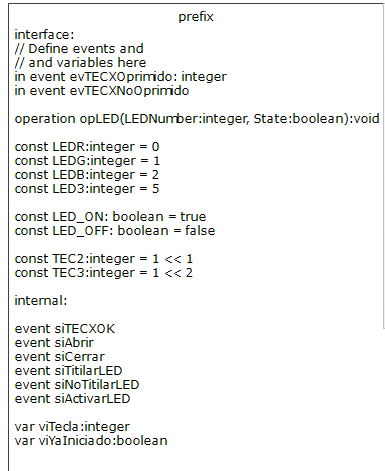 prefix
interface:
// Define events and
// and variables here
in event evTECXOprimido: integer
in event evTECXNoOprimido
operation opLED(LEDNumber:integer, State:boolean):void
const LEDR:integer = 0
const LEDG:integer = 1
const LEDB:integer = 2
const LED3:integer = 5
const LED_ON: boolean = true
const LED_OFF: boolean = false
const TEC2:integer = 1 << 1
const TEC3:integer = 1 << 2
internal:
event siTECXOK
event siAbrir
event siCerrar
event siTitilarLED
event siNoTitilarLED
event siActivarLED
var viTecla:integer
var viYaIniciado:boolean